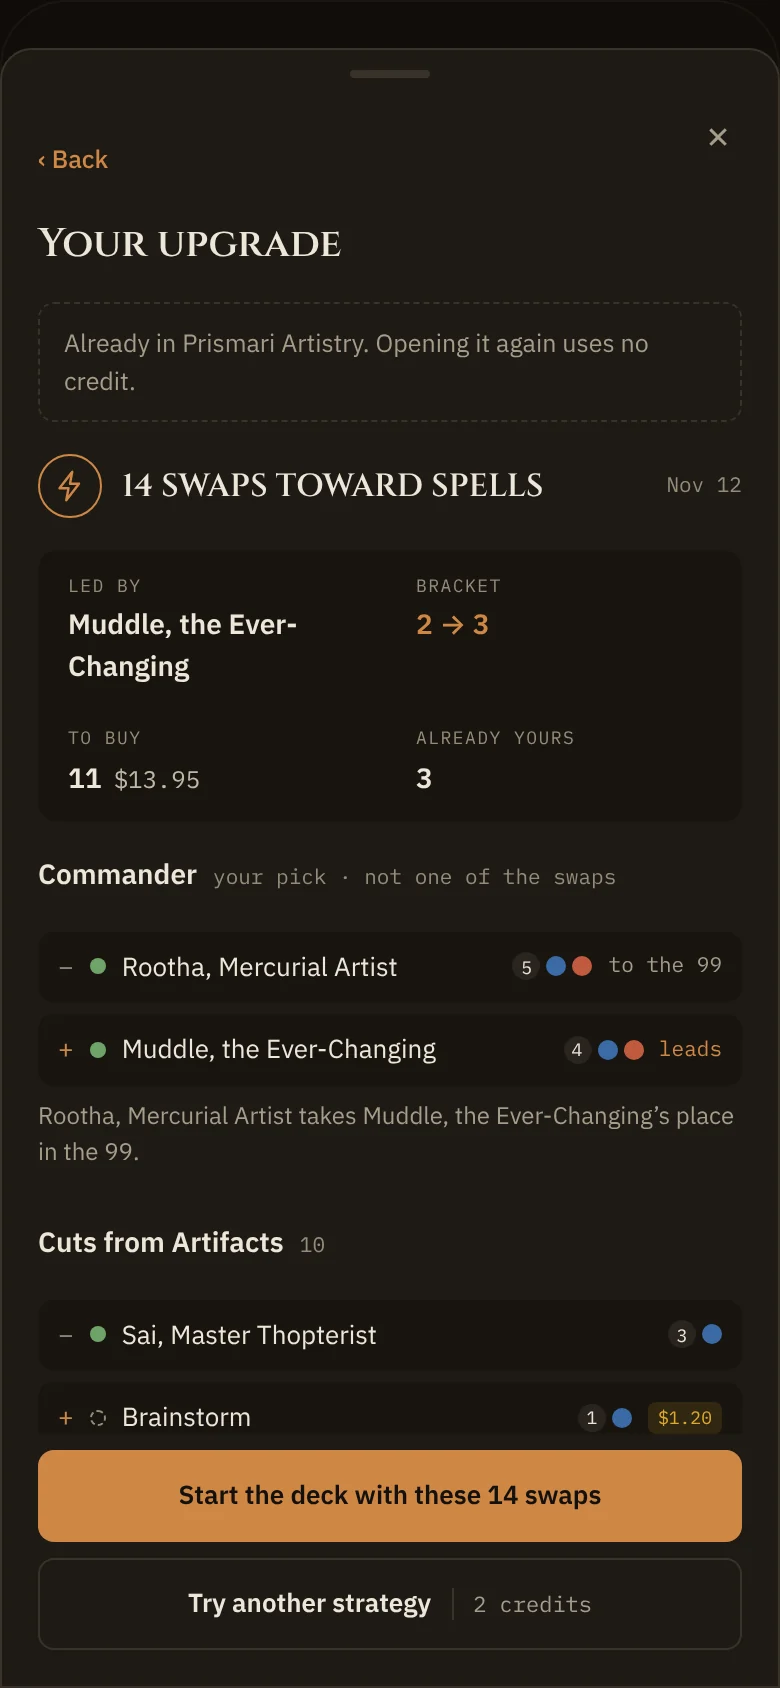 ‹ Back
✕
Your upgrade
Already in Prismari Artistry. Opening it again uses no
credit.
14 SWAPS TOWARD SPELLS
Nov 12
LED BY
BRACKET
Muddle, the Ever-
Changing
2 → 3
TO BUY
ALREADY YOURS
11 $13.95
3
Commander your pick · not one of the swaps
– Rootha, Mercurial Artist 5 to the 99
+ Muddle, the Ever-Changing 4 leads
Rootha, Mercurial Artist takes Muddle, the Ever-Changing’s place
in the 99.
Cuts from Artifacts 10
– Sai, Master Thopterist 3
+ Brainstorm 1 $1.20
Start the deck with these 14 swaps
Try another strategy 2 credits